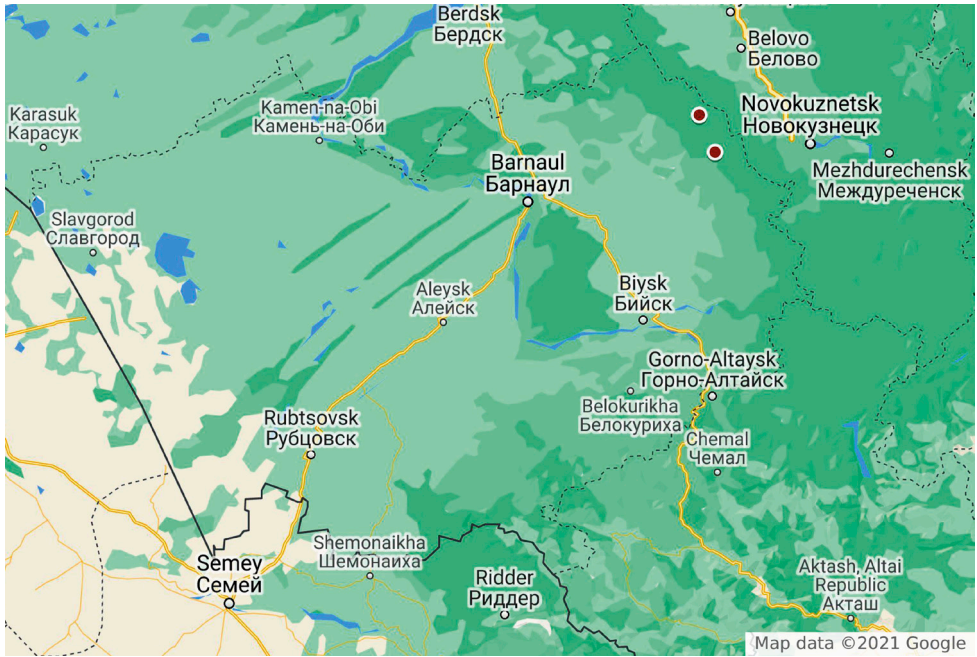 Berdsk
Бердск
Belovo
Белово
Karasuk
Карасук
Kamen-na-Obi
Камень-на-Оби
Novokuznetsk
Новокузнецк
Barnaul
Барнаул
Mezhdurechensk
Междуреченск
Slavgorod
Славгород
Aleysk
Алейск
Biysk
Бийск
Gorno-Altaysk
Горно-Алтайск
Belokurikha
Белокуриха
Rubtsovsk
Рубцовск
Chemal
Чемал
Shemonaikha
Шемонаиха
Semey
Семей
Ridder
Риддер
Aktash, Altai
Republic
Акташ
Map data ©2021 Google